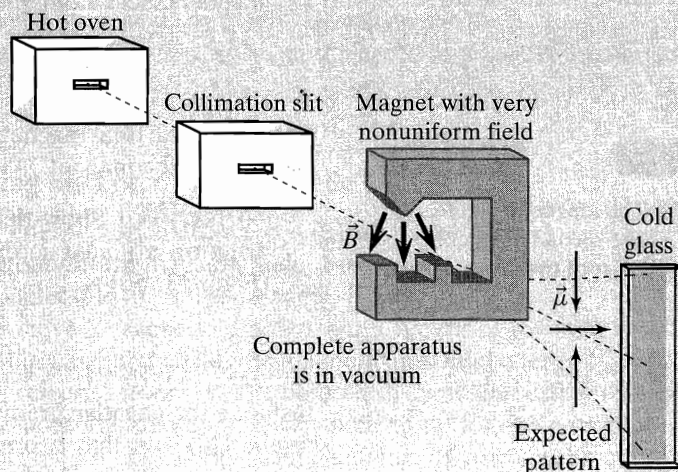 Hot oven
Collimation slit
Magnet with very
nonuniform field
Cold
glass
B⃗
μ⃗
Complete apparatus
is in vacuum
Expected
pattern